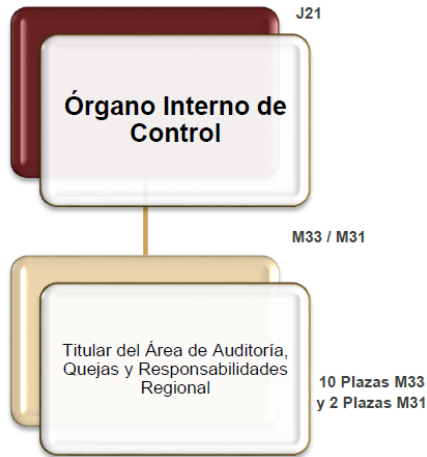 J21
Órgano Interno de
Control
M33 / M31
Titular del Área de Auditoría,
Quejas y Responsabilidades
Regional
10 Plazas M33
y 2 Plazas M31